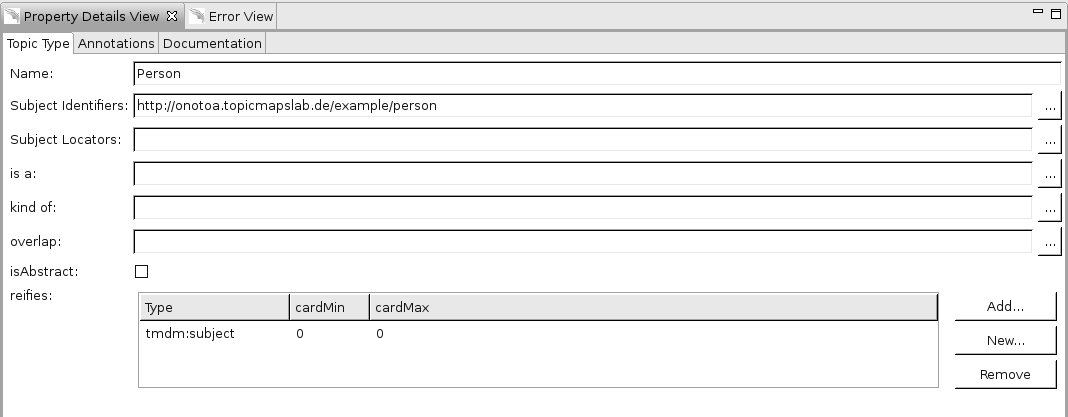 Property Details View Error View
Topic Type Annotations Documentation
Name: Person
Subject Identifiers: http://onotoa.topicmapslab.de/example/person ...
Subject Locators: ...
is a: ...
kind of: ...
overlap: ...
isAbstract:
reifies:
Type cardMin cardMax
tmdm:subject 0 0
Add...
New...
Remove